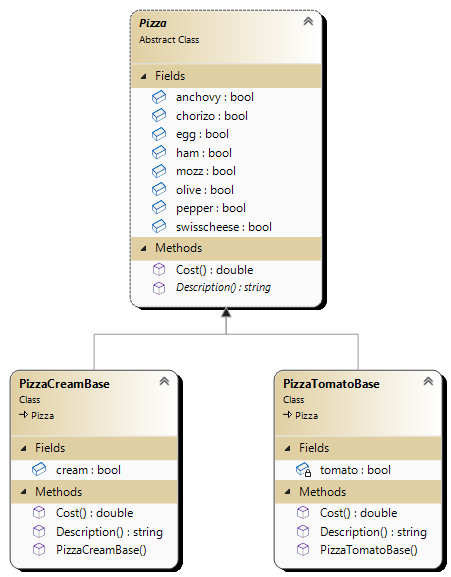 Pizza
Abstract Class
Fields
anchovy : bool
chorizo : bool
egg : bool
ham : bool
mozz : bool
olive : bool
pepper : bool
swisscheese : bool
Methods
Cost() : double
Description() : string
PizzaCreamBase
Class
Pizza
Fields
cream : bool
Methods
Cost() : double
Description() : string
PizzaCreamBase()
PizzaTomatoBase
Class
Pizza
Fields
tomato : bool
Methods
Cost() : double
Description() : string
PizzaTomatoBase()